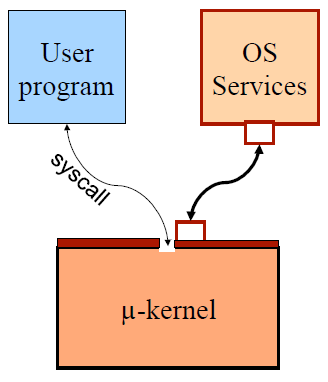 User
program
OS
Services
syscall
µ-kernel